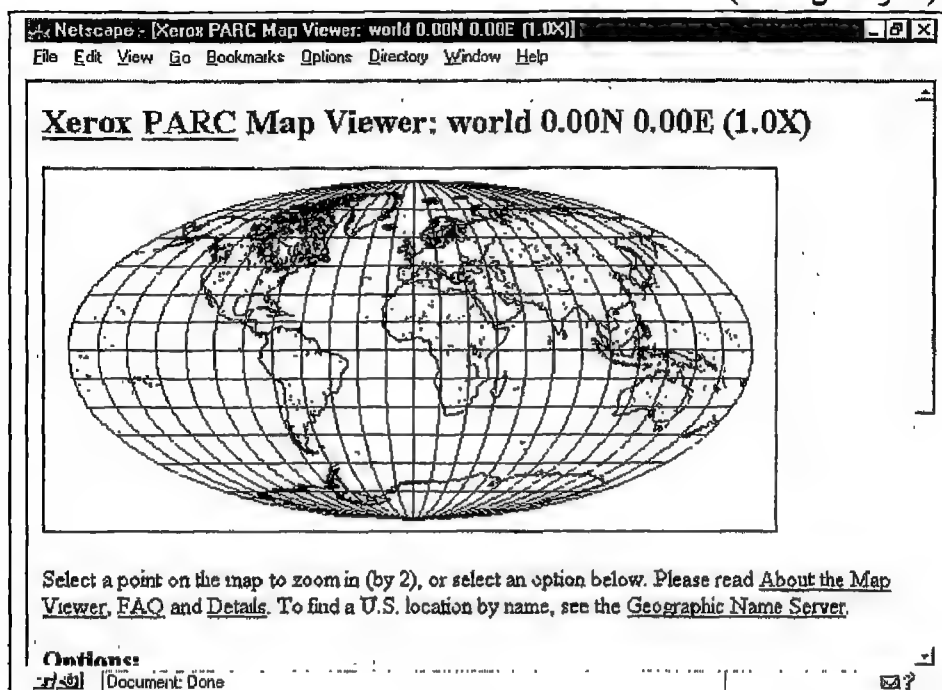 Netscape - [Xerox PARC Map Viewer: world 0.00N 0.00E (1.0X)]
File Edit View Go Bookmarks Options Directory Window Help
Xerox PARC Map Viewer: world 0.00N 0.00E (1.0X)
Select a point on the map to zoom in (by 2), or select an option below. Please read About the Map
Viewer, FAQ and Details. To find a U.S. location by name, see the Geographic Name Server.
Options:
Document: Done